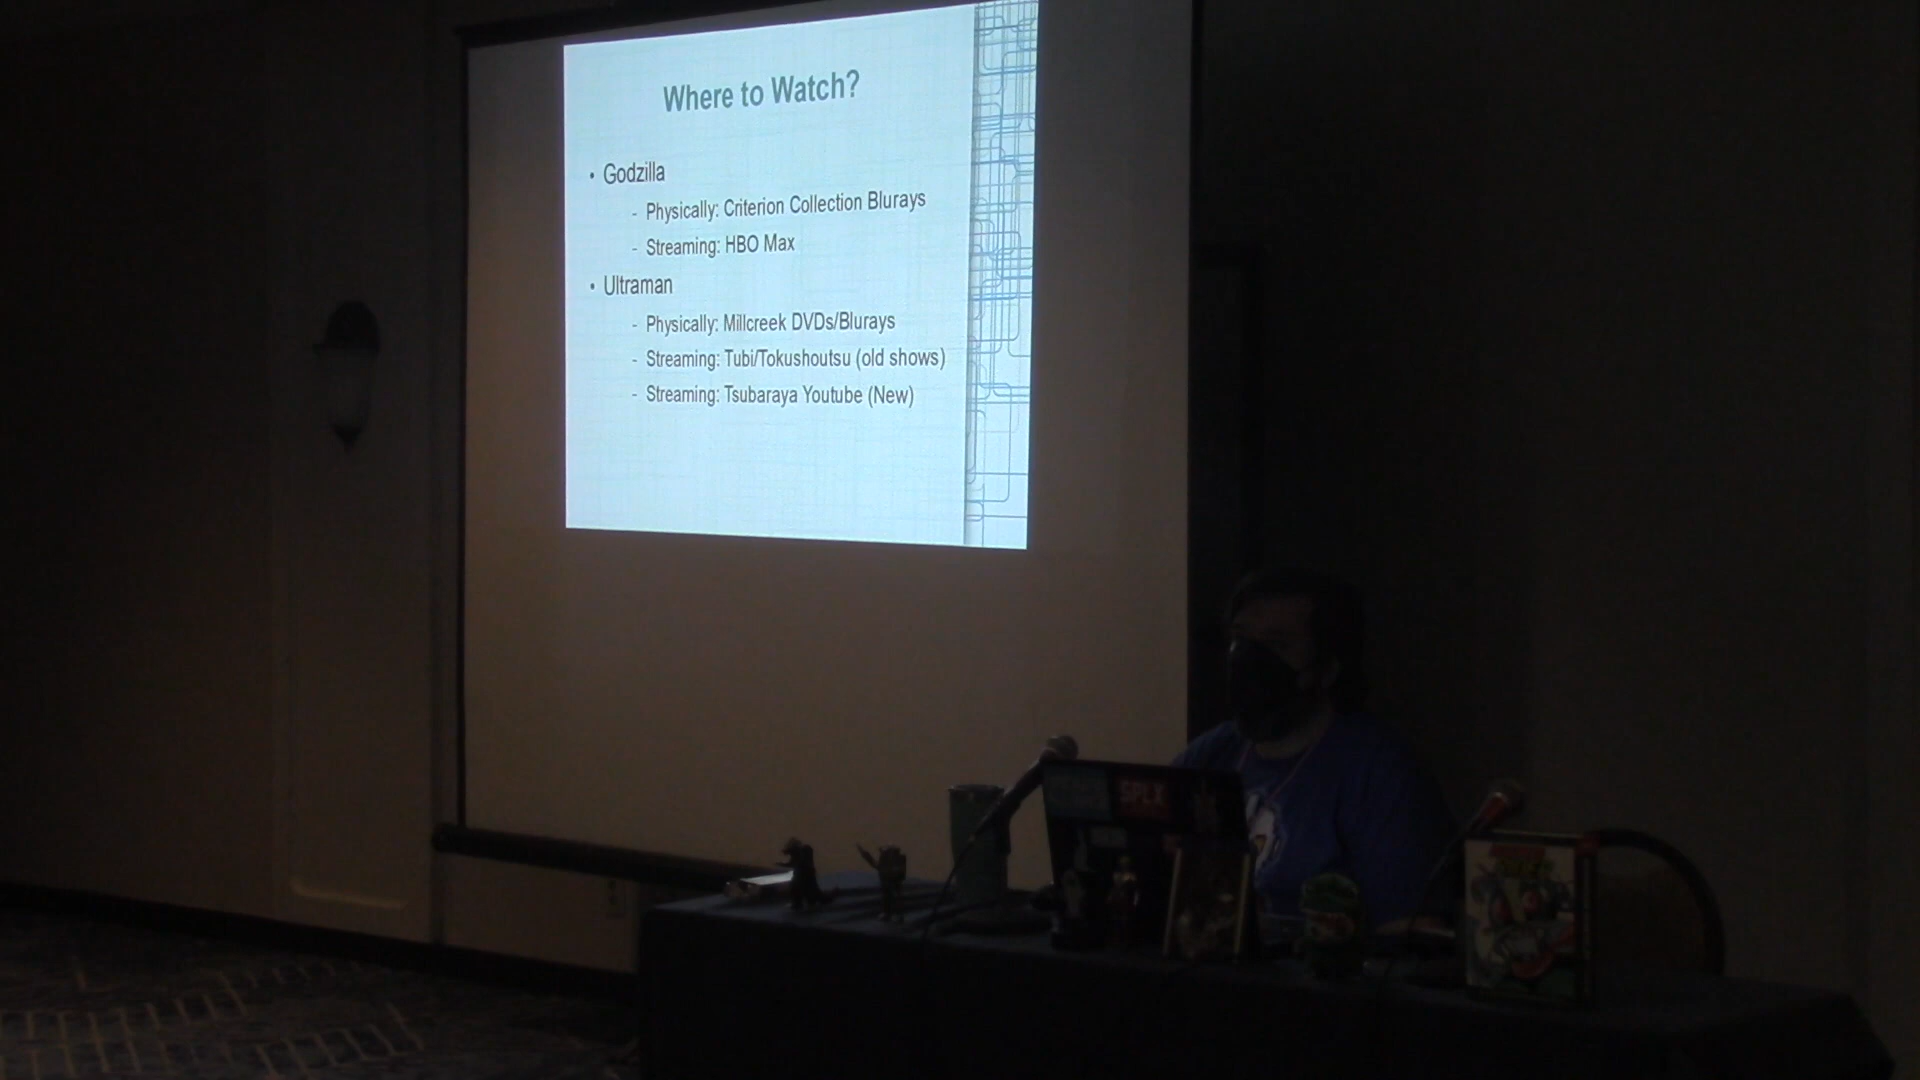 Where to Watch?
• Godzilla
- Physically: Criterion Collection Blurays
- Streaming: HBO Max
• Ultraman
- Physically: Millcreek DVDs/Blurays
- Streaming: Tubi/Tokushoutsu (old shows)
- Streaming: Tsubaraya Youtube (New)
SPLX